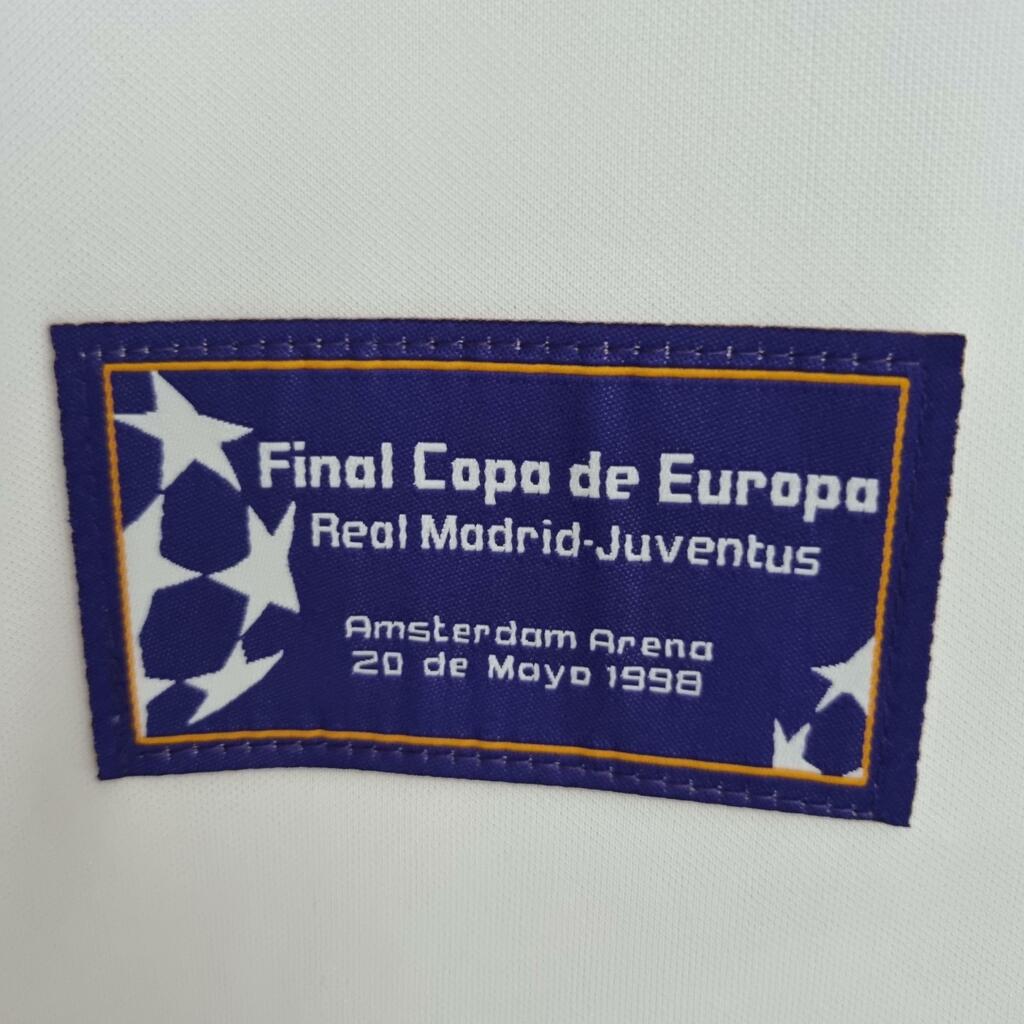 Final Copa de Europa
Real Madrid-Juventus
Amsterdam Arena
20 de Mayo 1998